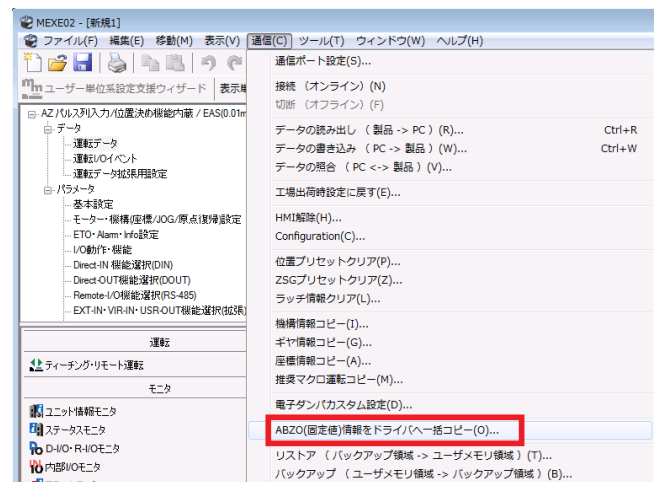 MEXE02 - [新規1]
ファイル(F) 編集(E) 移動(M) 表示(V) 通信(C) ツール(T) ウィンドウ(W) ヘルプ(H)
ユーザー単位系設定支援ウィザード 表示単
AZ パルス列入力/位置決め機能内蔵 / EAS(0.01m
データ
運転データ
運転I/Oイベント
運転データ拡張用設定
パラメータ
基本設定
モーター・機構(座標/JOG/原点復帰)設定
ETO・Alarm・Info設定
I/O動作・機能
Direct-IN 機能選択(DIN)
Direct-OUT機能選択(DOUT)
Remote-I/O機能選択(RS-485)
EXT-IN・VIR-IN・USR-OUT機能選択(拡張)
運転
ティーチング・リモート運転
モニタ
ユニット情報モニタ
ステータスモニタ
D-I/O・R-I/Oモニタ
内部I/Oモニタ
通信ポート設定(S)...
接続 (オンライン) (N)
切断 (オフライン) (F)
データの読み出し ( 製品 -> PC ) (R)... Ctrl+R
データの書き込み ( PC -> 製品 ) (W)... Ctrl+W
データの照合 ( PC <-> 製品 ) (V)...
工場出荷時設定に戻す(E)...
HMI解除(H)...
Configuration(C)...
位置プリセットクリア(P)...
ZSGプリセットクリア(Z)...
ラッチ情報クリア(L)...
機構情報コピー(I)...
ギヤ情報コピー(G)...
座標情報コピー(A)...
推奨マクロ運転コピー(M)...
電子ダンパカスタム設定(D)...
ABZO(固定値)情報をドライバへ一括コピー(O)...
リストア ( バックアップ領域 -> ユーザメモリ領域 ) (T)...
バックアップ ( ユーザメモリ領域 -> バックアップ領域 ) (B)...